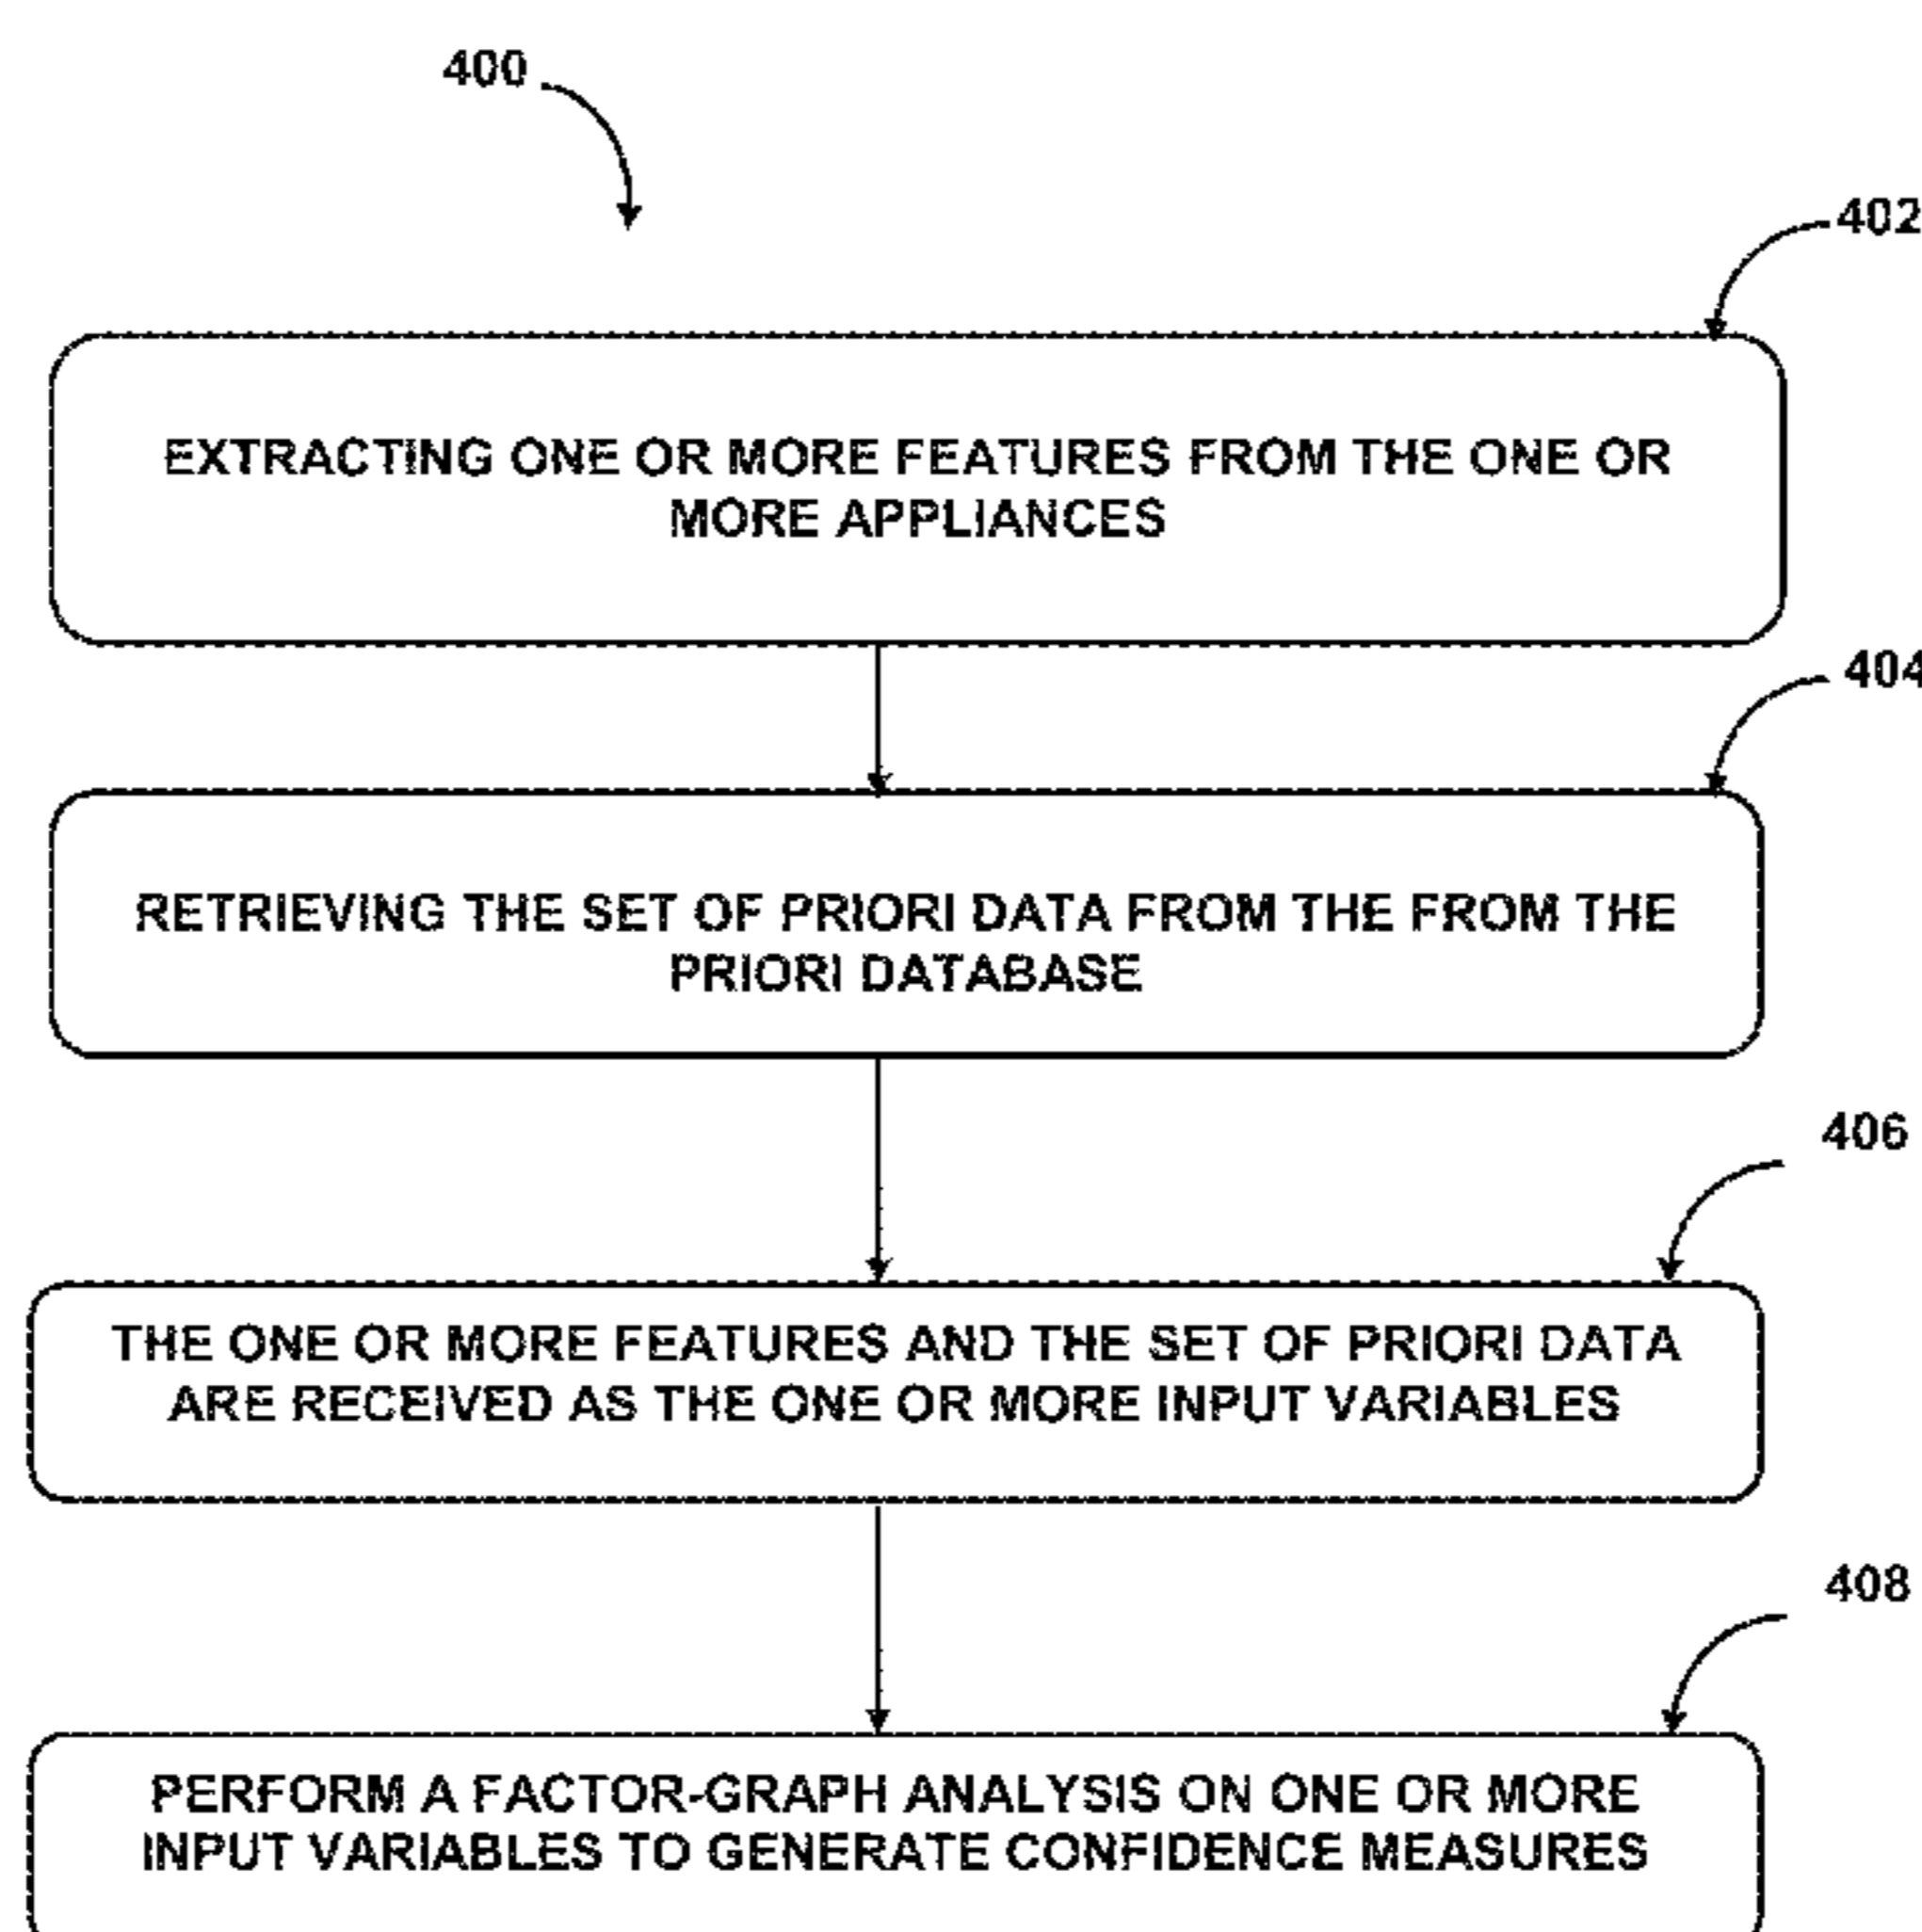 400
402
EXTRACTING ONE OR MORE FEATURES FROM THE ONE OR
MORE APPLIANCES
404
RETRIEVING THE SET OF PRIORI DATA FROM THE FROM THE
PRIORI DATABASE
406
THE ONE OR MORE FEATURES AND THE SET OF PRIORI DATA
ARE RECEIVED AS THE ONE OR MORE INPUT VARIABLES
408
PERFORM A FACTOR-GRAPH ANALYSIS ON ONE OR MORE
INPUT VARIABLES TO GENERATE CONFIDENCE MEASURES